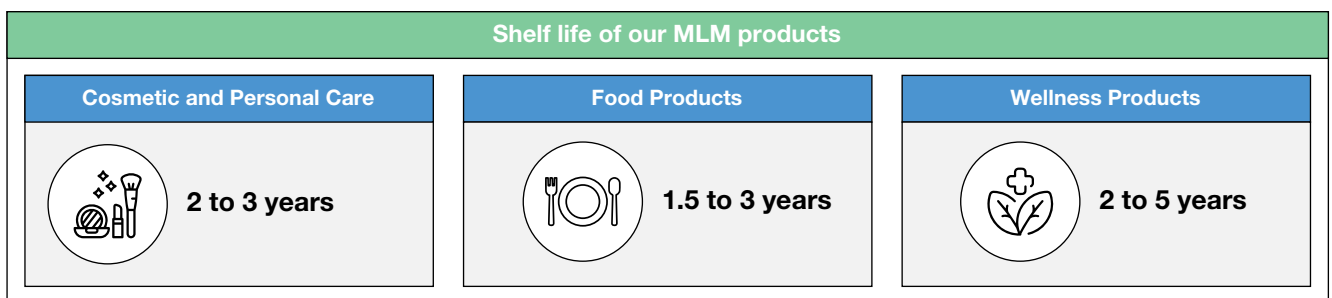 Shelf life of our MLM products
Cosmetic and Personal Care
2 to 3 years
Food Products
1.5 to 3 years
Wellness Products
2 to 5 years